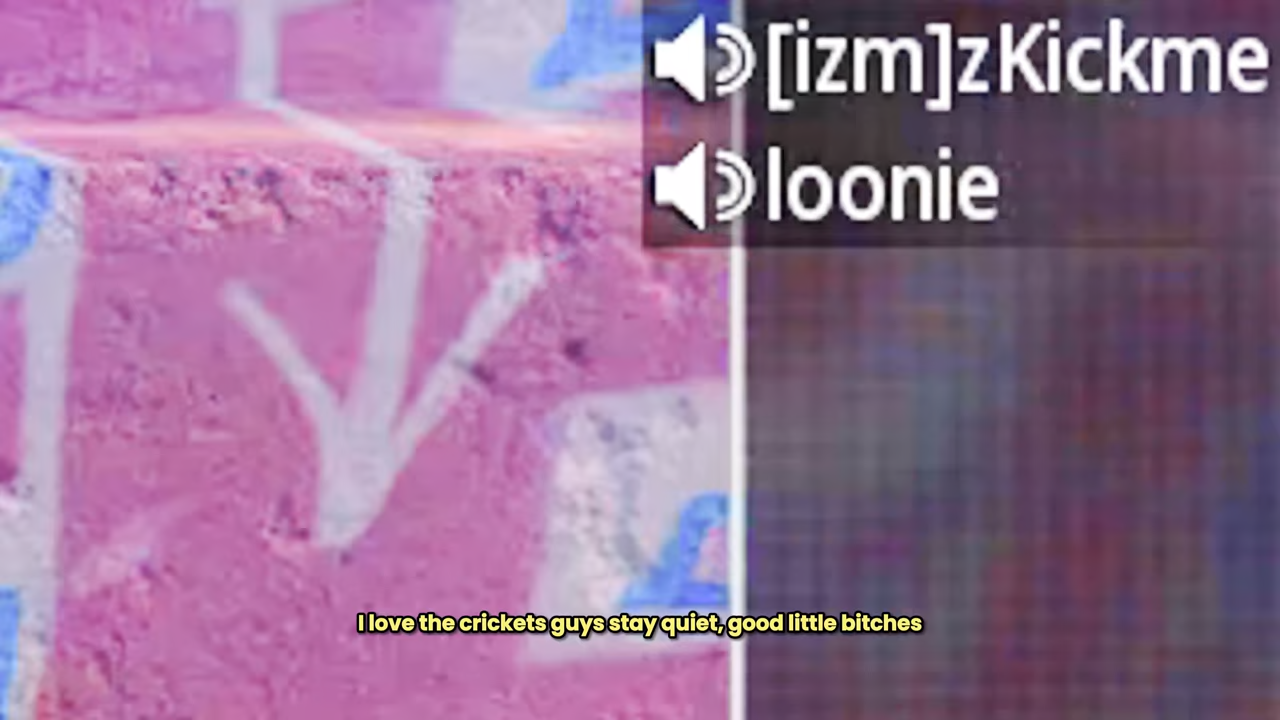 [izm]zKickme
loonie
I love the crickets guys stay quiet, good little bitches